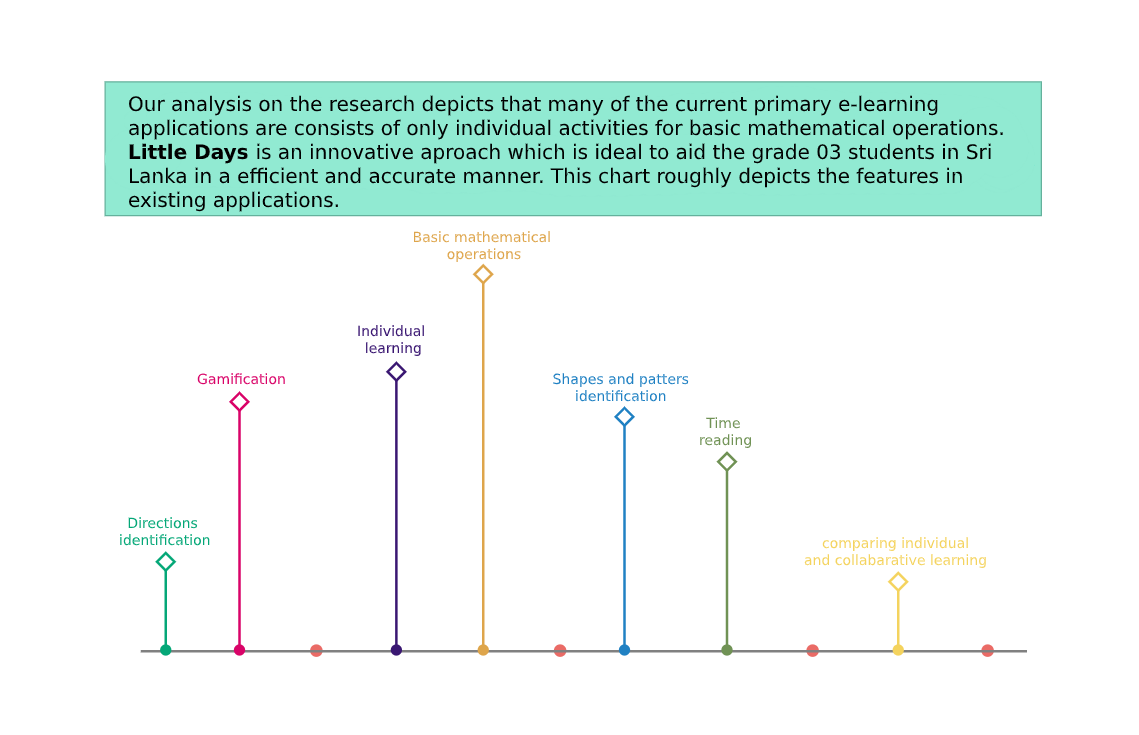 Our analysis on the research depicts that many of the current primary e-learning
applications are consists of only individual activities for basic mathematical operations.
Little Days is an innovative aproach which is ideal to aid the grade 03 students in Sri
Lanka in a efficient and accurate manner. This chart roughly depicts the features in
existing applications.
Basic mathematical
operations
Individual
learning
Gamification
Shapes and patters
identification
Time
reading
Directions
identification
comparing individual
and collabarative learning